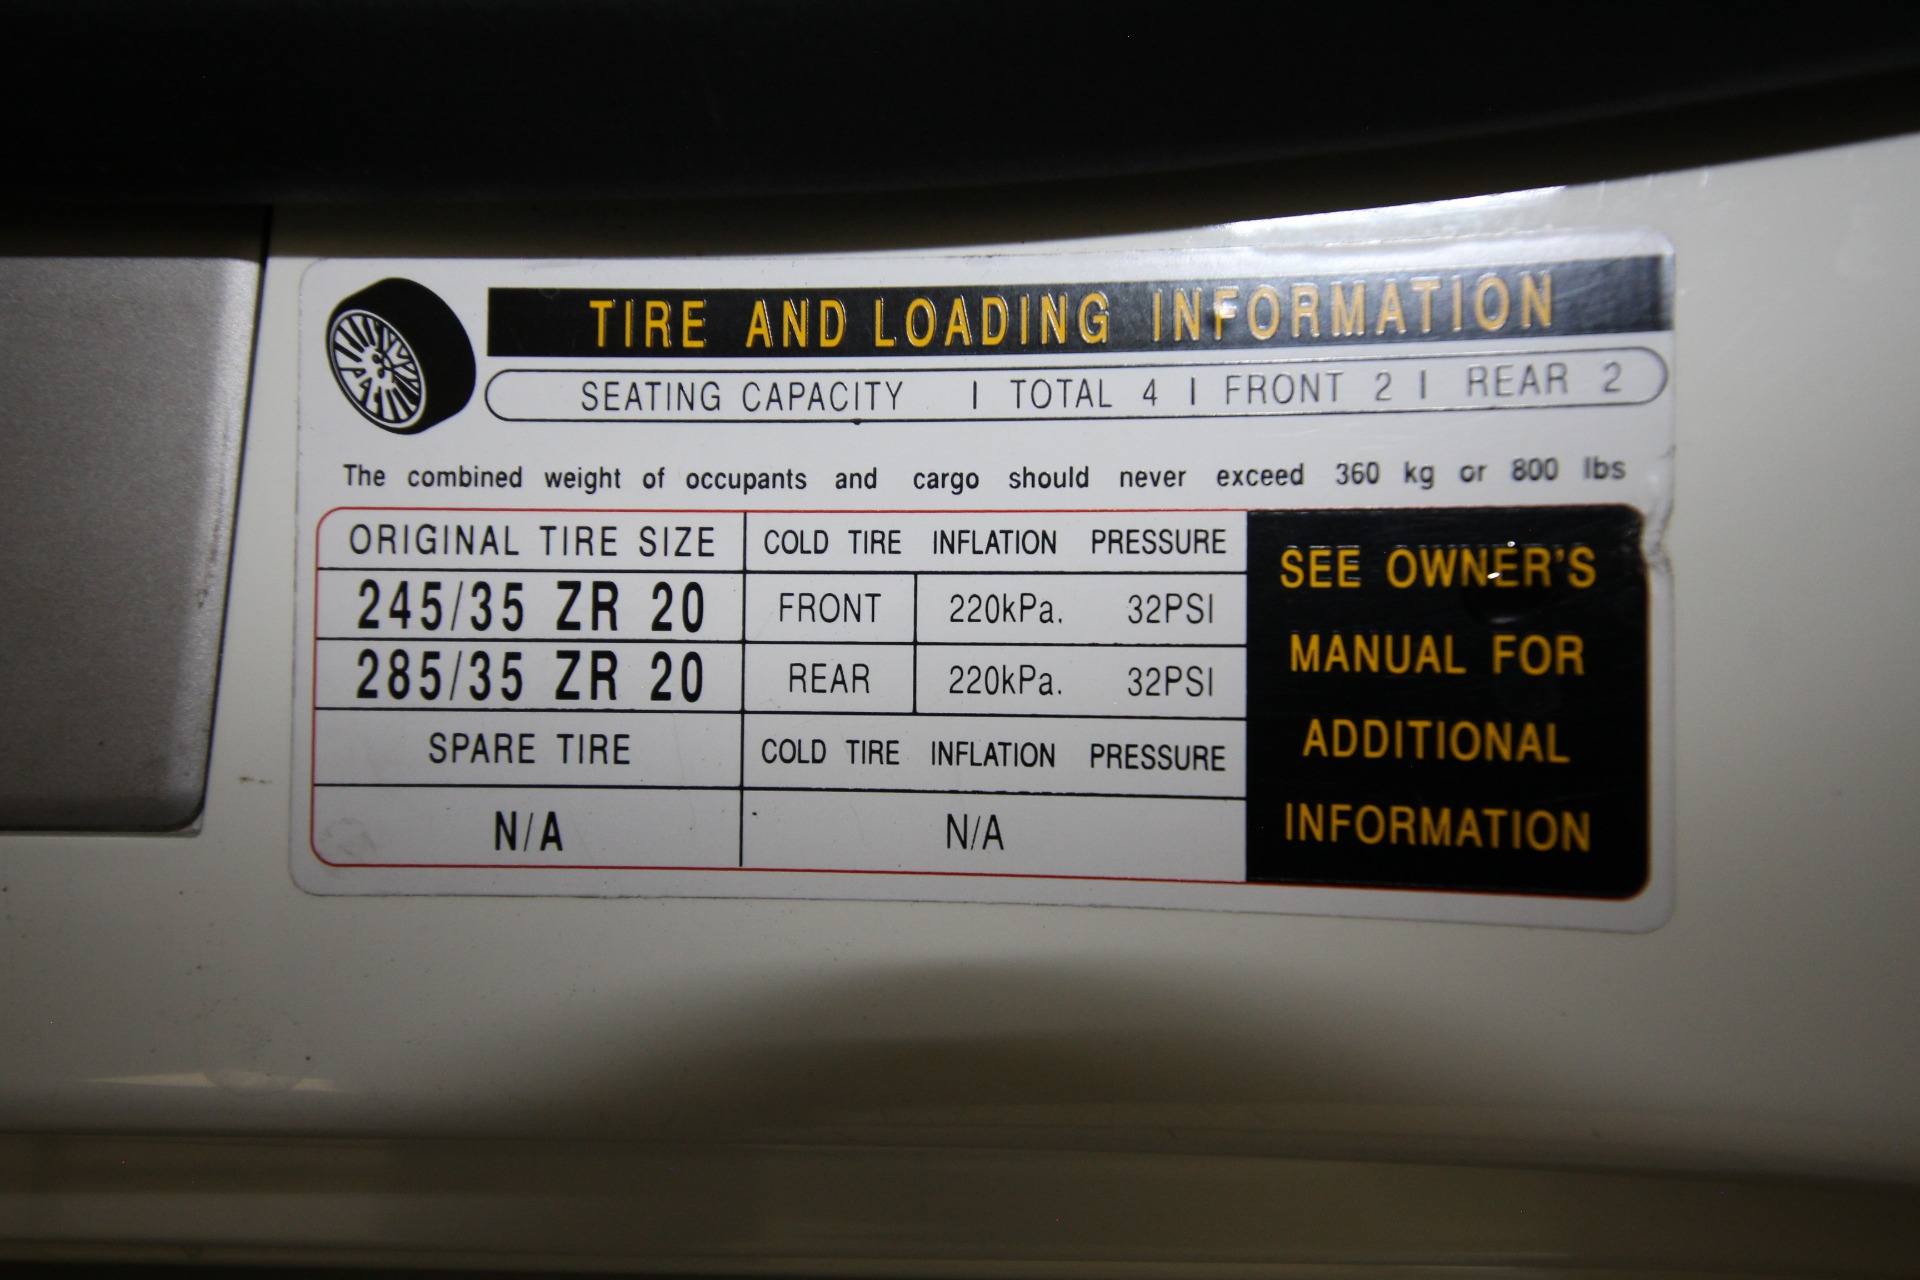 TIRE AND LOADING INFORMATION
SEATING CAPACITY | TOTAL 4 | FRONT 2 | REAR 2
The combined weight of occupants and cargo should never exceed 360 kg or 800 lbs
ORIGINAL TIRE SIZE COLD TIRE INFLATION PRESSURE
245/35 ZR 20 FRONT 220kPa. 32PSI
285/35 ZR 20 REAR 220kPa. 32PSI
SPARE TIRE COLD TIRE INFLATION PRESSURE
N/A N/A
SEE OWNER'S
MANUAL FOR
ADDITIONAL
INFORMATION